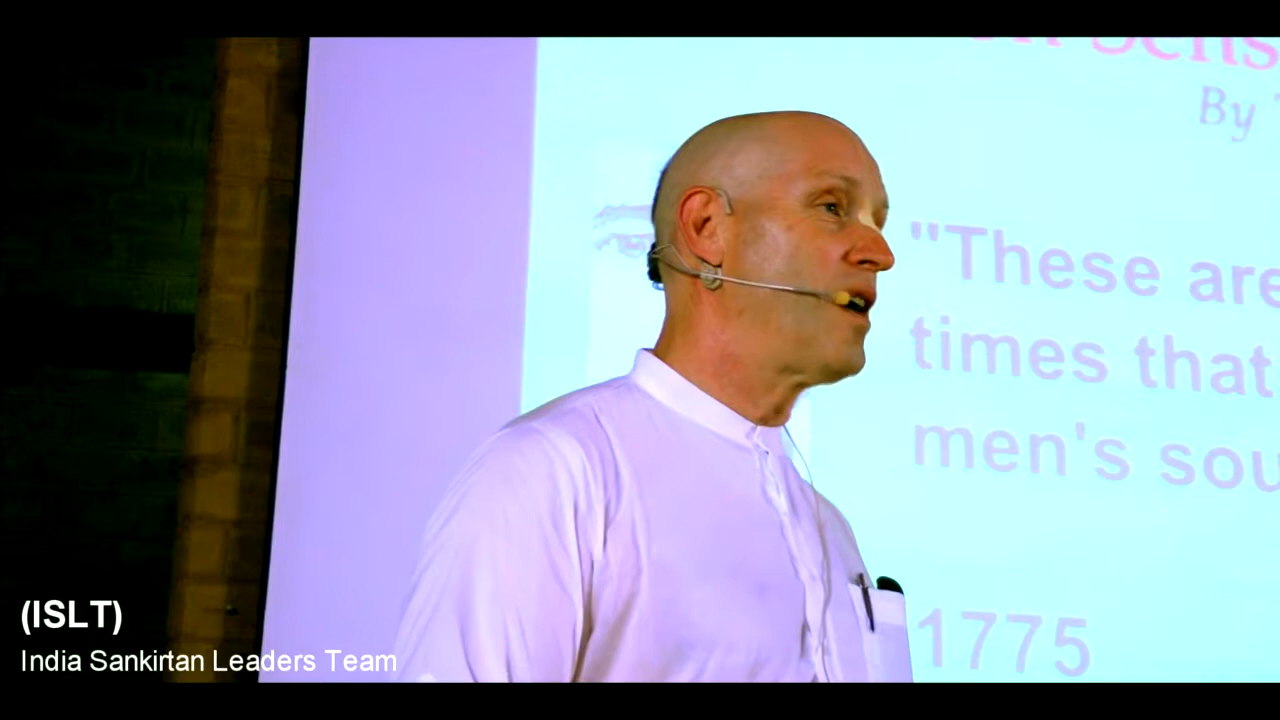 By
"These are
times that
men's sou
1775
(ISLT)
India Sankirtan Leaders Team